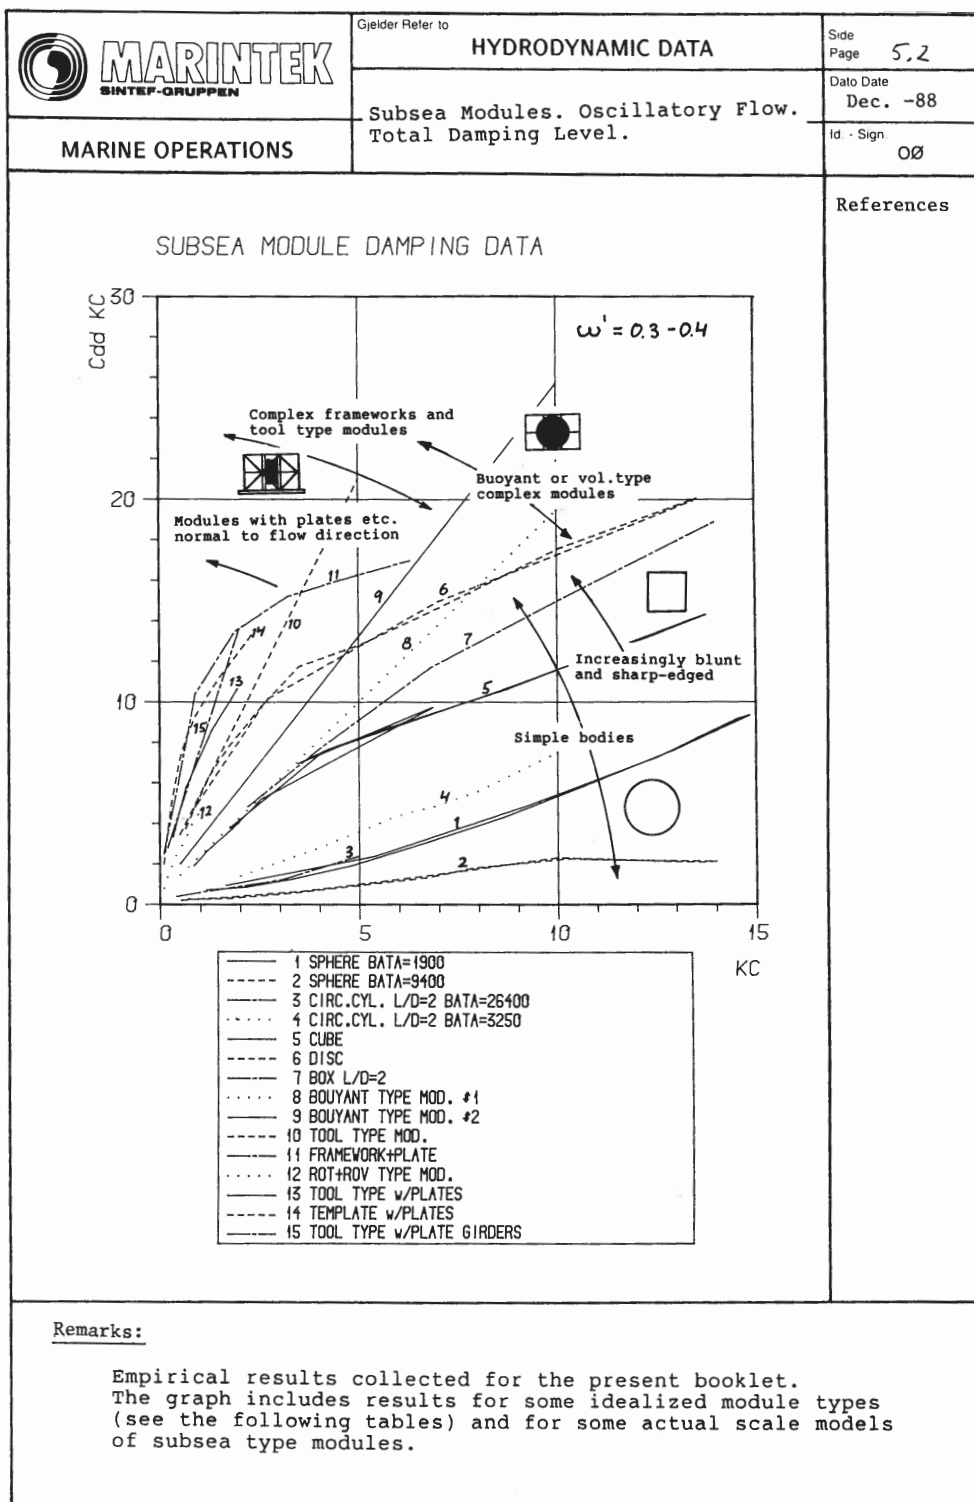 MARINTEK
SINTEF-GRUPPEN
MARINE OPERATIONS
Gjelder Refer to
HYDRODYNAMIC DATA
Subsea Modules. Oscillatory Flow.
Total Damping Level.
Side
Page 5.2
Dato Date
Dec. -88
Id. - Sign.
OØ
References
SUBSEA MODULE DAMPING DATA
Cdd KC
30
20
10
0
ω' = 0.3 - 0.4
Complex frameworks and
tool type modules
Buoyant or vol.type
complex modules
Modules with plates etc.
normal to flow direction
Increasingly blunt
and sharp-edged
Simple bodies
11
14
10
9
6
8
7
13
15
12
5
4
1
3
2
0 5 10 15
KC
1 SPHERE BATA=1900
2 SPHERE BATA=9400
3 CIRC.CYL. L/D=2 BATA=26400
4 CIRC.CYL. L/D=2 BATA=3250
5 CUBE
6 DISC
7 BOX L/D=2
8 BOUYANT TYPE MOD. #1
9 BOUYANT TYPE MOD. #2
10 TOOL TYPE MOD.
11 FRAMEWORK+PLATE
12 ROT+ROV TYPE MOD.
13 TOOL TYPE w/PLATES
14 TEMPLATE w/PLATES
15 TOOL TYPE w/PLATE GIRDERS
Remarks:
Empirical results collected for the present booklet.
The graph includes results for some idealized module types
(see the following tables) and for some actual scale models
of subsea type modules.